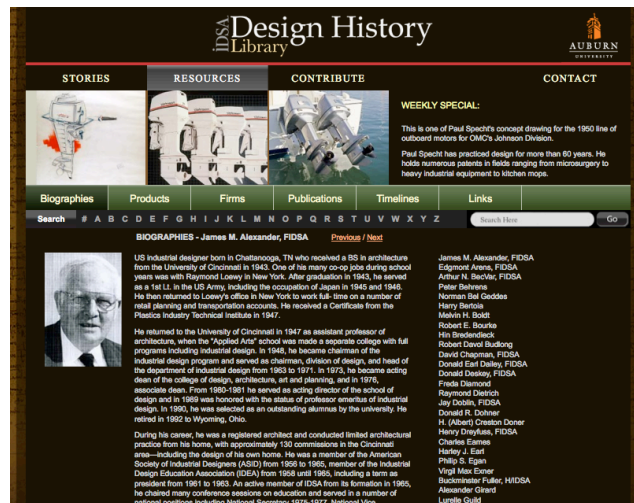 iDSA Design History
Library
AUBURN
UNIVERSITY
STORIES RESOURCES CONTRIBUTE CONTACT
WEEKLY SPECIAL:
This is one of Paul Specht's concept drawing for the 1950 line of
outboard motors for OMC's Johnson Division.
Paul Specht has practiced design for more than 60 years. He
holds numerous patents in fields ranging from microsurgery to
heavy industrial equipment to kitchen mops.
Biographies Products Firms Publications Timelines Links
Search # A B C D E F G H I J K L M N O P Q R S T U V W X Y Z Search Here Go
BIOGRAPHIES - James M. Alexander, FIDSA Previous / Next
US industrial designer born in Chattanooga, TN who received a BS in architecture
from the University of Cincinnati in 1943. One of his many co-op jobs during school
years was with Raymond Loewy in New York. After graduation in 1943, he served
as a 1st Lt. in the US Army, including the occupation of Japan in 1945 and 1946.
He then returned to Loewy's office in New York to work full- time on a number of
retail planning and transportation accounts. He received a Certificate from the
Plastics Industry Technical Institute in 1947.
He returned to the University of Cincinnati in 1947 as assistant professor of
architecture, when the "Applied Arts" school was made a separate college with full
programs including industrial design. In 1948, he became chairman of the
industrial design program and served as chairman, division of design, and head of
the department of industrial design from 1963 to 1971. In 1973, he became acting
dean of the college of design, architecture, art and planning, and in 1976,
associate dean. From 1980-1981 he served as acting director of the school of
design and in 1989 was honored with the status of professor emeritus of industrial
design. In 1990, he was selected as an outstanding alumnus by the university. He
retired in 1992 to Wyoming, Ohio.
During his career, he was a registered architect and conducted limited architectural
practice from his home, with approximately 130 commissions in the Cincinnati
area—including the design of his own home. He was a member of the American
Society of Industrial Designers (ASID) from 1956 to 1965, member of the Industrial
Design Education Association (IDEA) from 1958 until 1965, including a term as
president from 1961 to 1963. An active member of IDSA from its formation in 1965,
he chaired many conference sessions on education and served in a number of
national positions including National Secretary 1975-1977, National Vice
James M. Alexander, FIDSA
Edgmont Arens, FIDSA
Arthur N. BecVar, FIDSA
Peter Behrens
Norman Bel Geddes
Harry Bertoia
Melvin H. Boldt
Robert E. Bourke
Hin Bredendieck
Robert Davol Budlong
David Chapman, FIDSA
Donald Earl Dailey, FIDSA
Donald Deskey, FIDSA
Freda Diamond
Raymond Dietrich
Jay Doblin, FIDSA
Donald R. Dohner
H. (Albert) Creston Doner
Henry Dreyfuss, FIDSA
Charles Eames
Harley J. Earl
Philip S. Egan
Virgil Max Exner
Buckminster Fuller, H/IDSA
Alexander Girard
Lurelle Guild